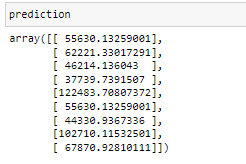 prediction
array([[ 55630.13259001],
[ 62221.33017291],
[ 46214.136043 ],
[ 37739.7391507 ],
[122483.70807372],
[ 55630.13259001],
[ 44330.9367336 ],
[102710.11532501],
[ 67870.92810111]])